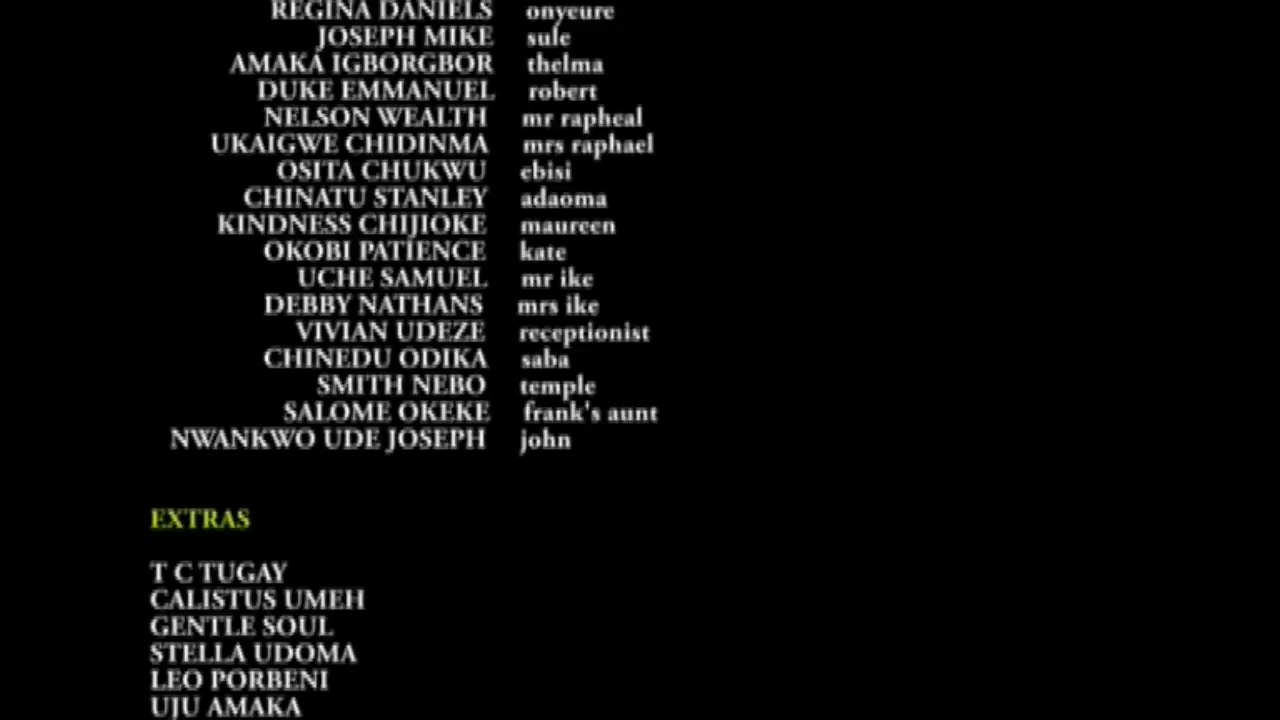 REGINA DANIELS onyeure
JOSEPH MIKE sule
AMAKA IGBORGBOR thelma
DUKE EMMANUEL robert
NELSON WEALTH mr rapheal
UKAIGWE CHIDINMA mrs raphael
OSITA CHUKWU ebisi
CHINATU STANLEY adaoma
KINDNESS CHIJIOKE maureen
OKOBI PATIENCE kate
UCHE SAMUEL mr ike
DEBBY NATHANS mrs ike
VIVIAN UDEZE receptionist
CHINEDU ODIKA saba
SMITH NEBO temple
SALOME OKEKE frank's aunt
NWANKWO UDE JOSEPH john
EXTRAS
T C TUGAY
CALISTUS UMEH
GENTLE SOUL
STELLA UDOMA
LEO PORBENI
UJU AMAKA